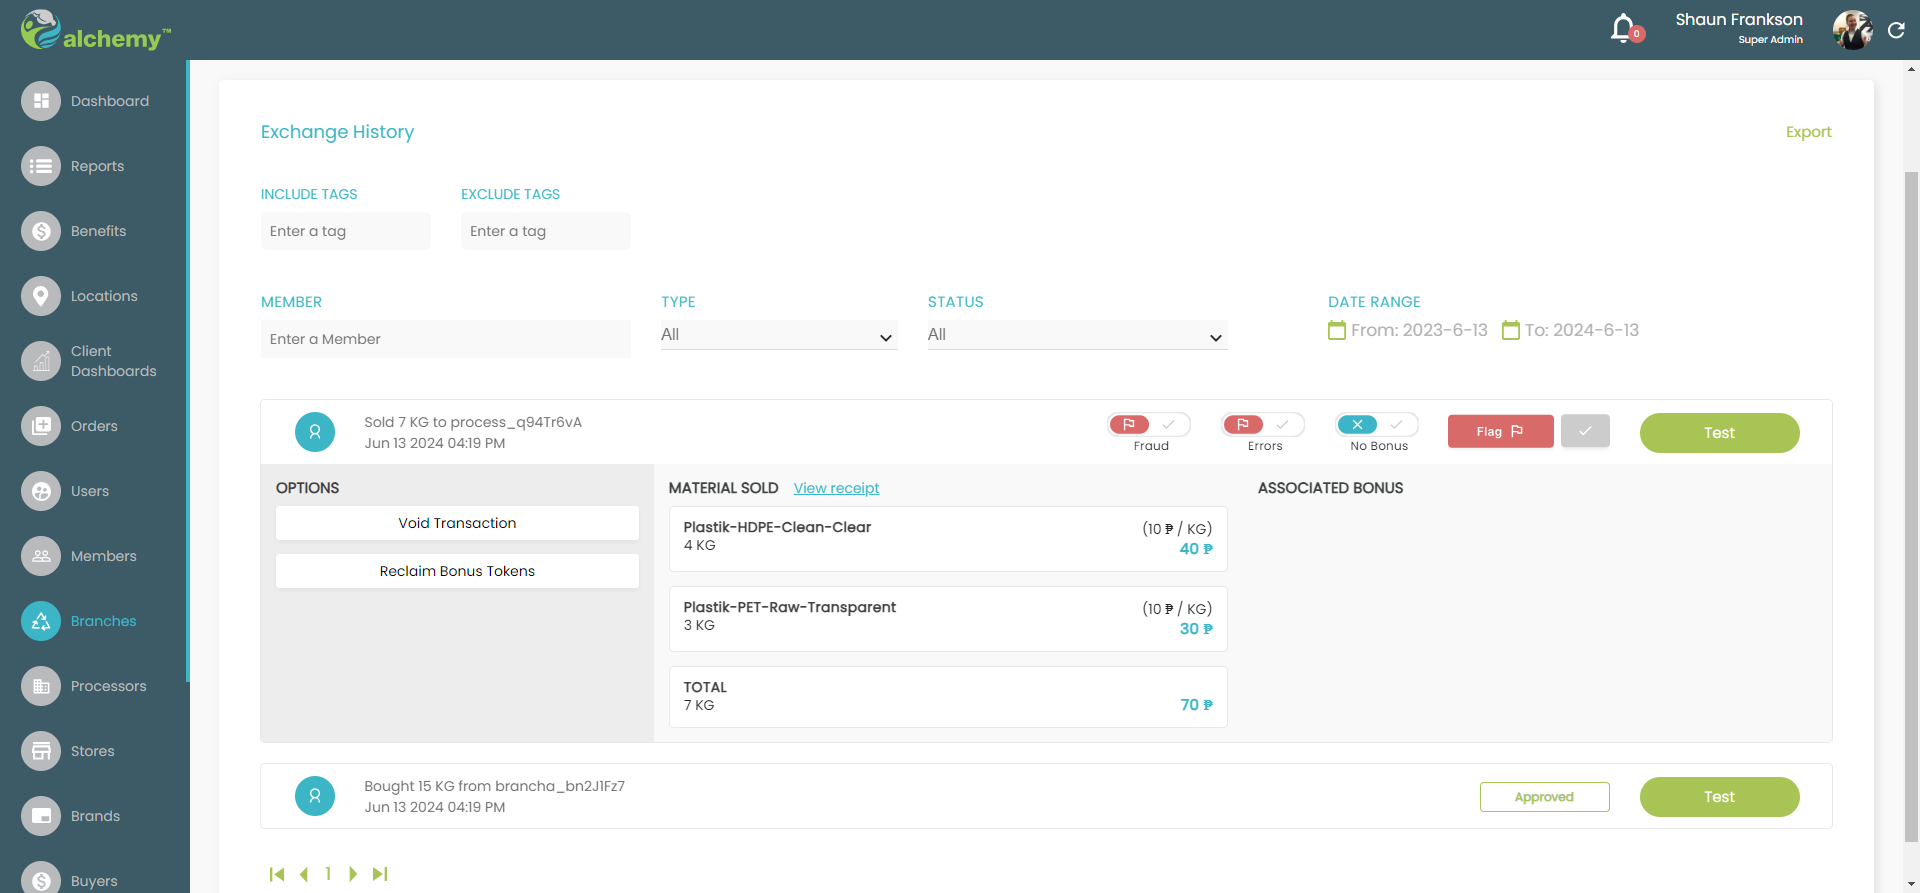 alchemy™
0
Shaun Frankson
Super Admin
Dashboard
Reports
Benefits
Locations
Client
Dashboards
Orders
Users
Members
Branches
Processors
Stores
Brands
Buyers
Exchange History
Export
INCLUDE TAGS
EXCLUDE TAGS
Enter a tag
Enter a tag
MEMBER
TYPE
STATUS
DATE RANGE
Enter a Member
All
All
From: 2023-6-13
To: 2024-6-13
Sold 7 KG to process_q94Tr6vA
Jun 13 2024 04:19 PM
Fraud
Errors
No Bonus
Flag
Test
OPTIONS
Void Transaction
Reclaim Bonus Tokens
MATERIAL SOLD
View receipt
Plastik-HDPE-Clean-Clear
(10 ₱ / KG)
4 KG
40 ₱
Plastik-PET-Raw-Transparent
(10 ₱ / KG)
3 KG
30 ₱
TOTAL
7 KG
70 ₱
ASSOCIATED BONUS
Bought 15 KG from brancha_bn2J1Fz7
Jun 13 2024 04:19 PM
Approved
Test
1